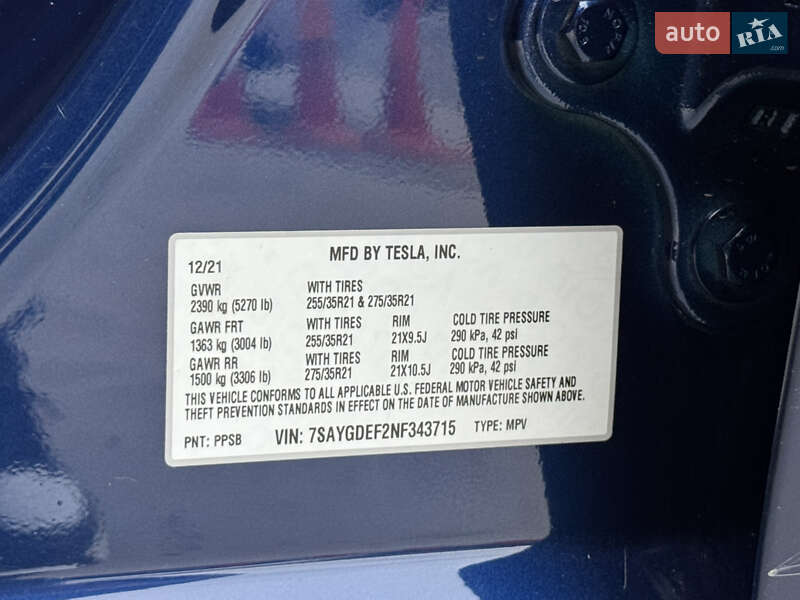 auto RIA.com
NORM
MFD BY TESLA, INC.
12/21
GVWR WITH TIRES
2390 kg (5270 lb) 255/35R21 & 275/35R21
GAWR FRT WITH TIRES RIM COLD TIRE PRESSURE
1363 kg (3004 lb) 255/35R21 21X9.5J 290 kPa, 42 psi
GAWR RR WITH TIRES RIM COLD TIRE PRESSURE
1500 kg (3306 lb) 275/35R21 21X10.5J 290 kPa, 42 psi
THIS VEHICLE CONFORMS TO ALL APPLICABLE U.S. FEDERAL MOTOR VEHICLE SAFETY AND
THEFT PREVENTION STANDARDS IN EFFECT ON THE DATE OF MANUFACTURE SHOWN ABOVE.
PNT: PPSB VIN: 7SAYGDEF2NF343715 TYPE: MPV